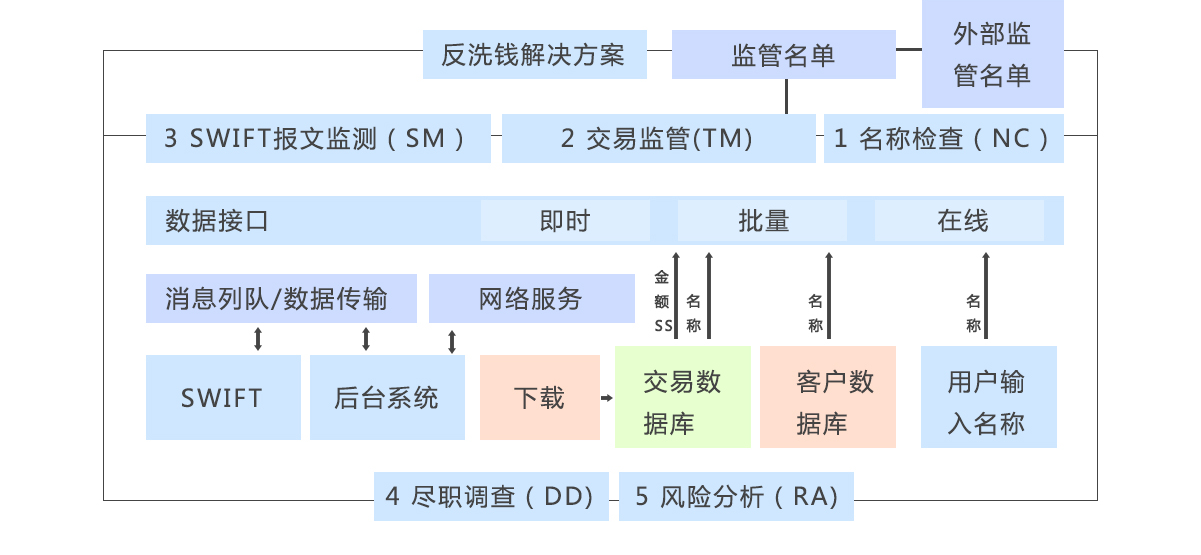 反洗钱解决方案
监管名单
外部监
管名单
3 SWIFT报文监测（SM）
2 交易监管(TM)
1 名称检查（NC）
数据接口
即时
批量
在线
消息列队/数据传输
网络服务
金
额
SS
名
称
名
称
名
称
SWIFT
后台系统
下载
交易数
据库
客户数
据库
用户输
入名称
4 尽职调查（DD)
5 风险分析（RA)